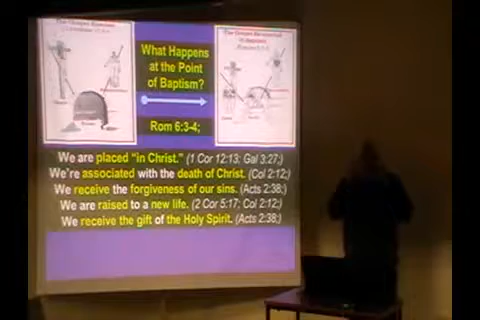 The Gospel
What Happens
at the Point
of Baptism?
Rom 6:3-4;
We are placed “in Christ.” (1 Cor 12:13: Gal 3:27;)
We’re associated with the death of Christ. (Col 2:12;)
We receive the forgiveness of our sins. (Acts 2:38;)
We are raised to a new life. (2 Cor 5:17; Col 2:12;)
We receive the gift of the Holy Spirit. (Acts 2:38;)